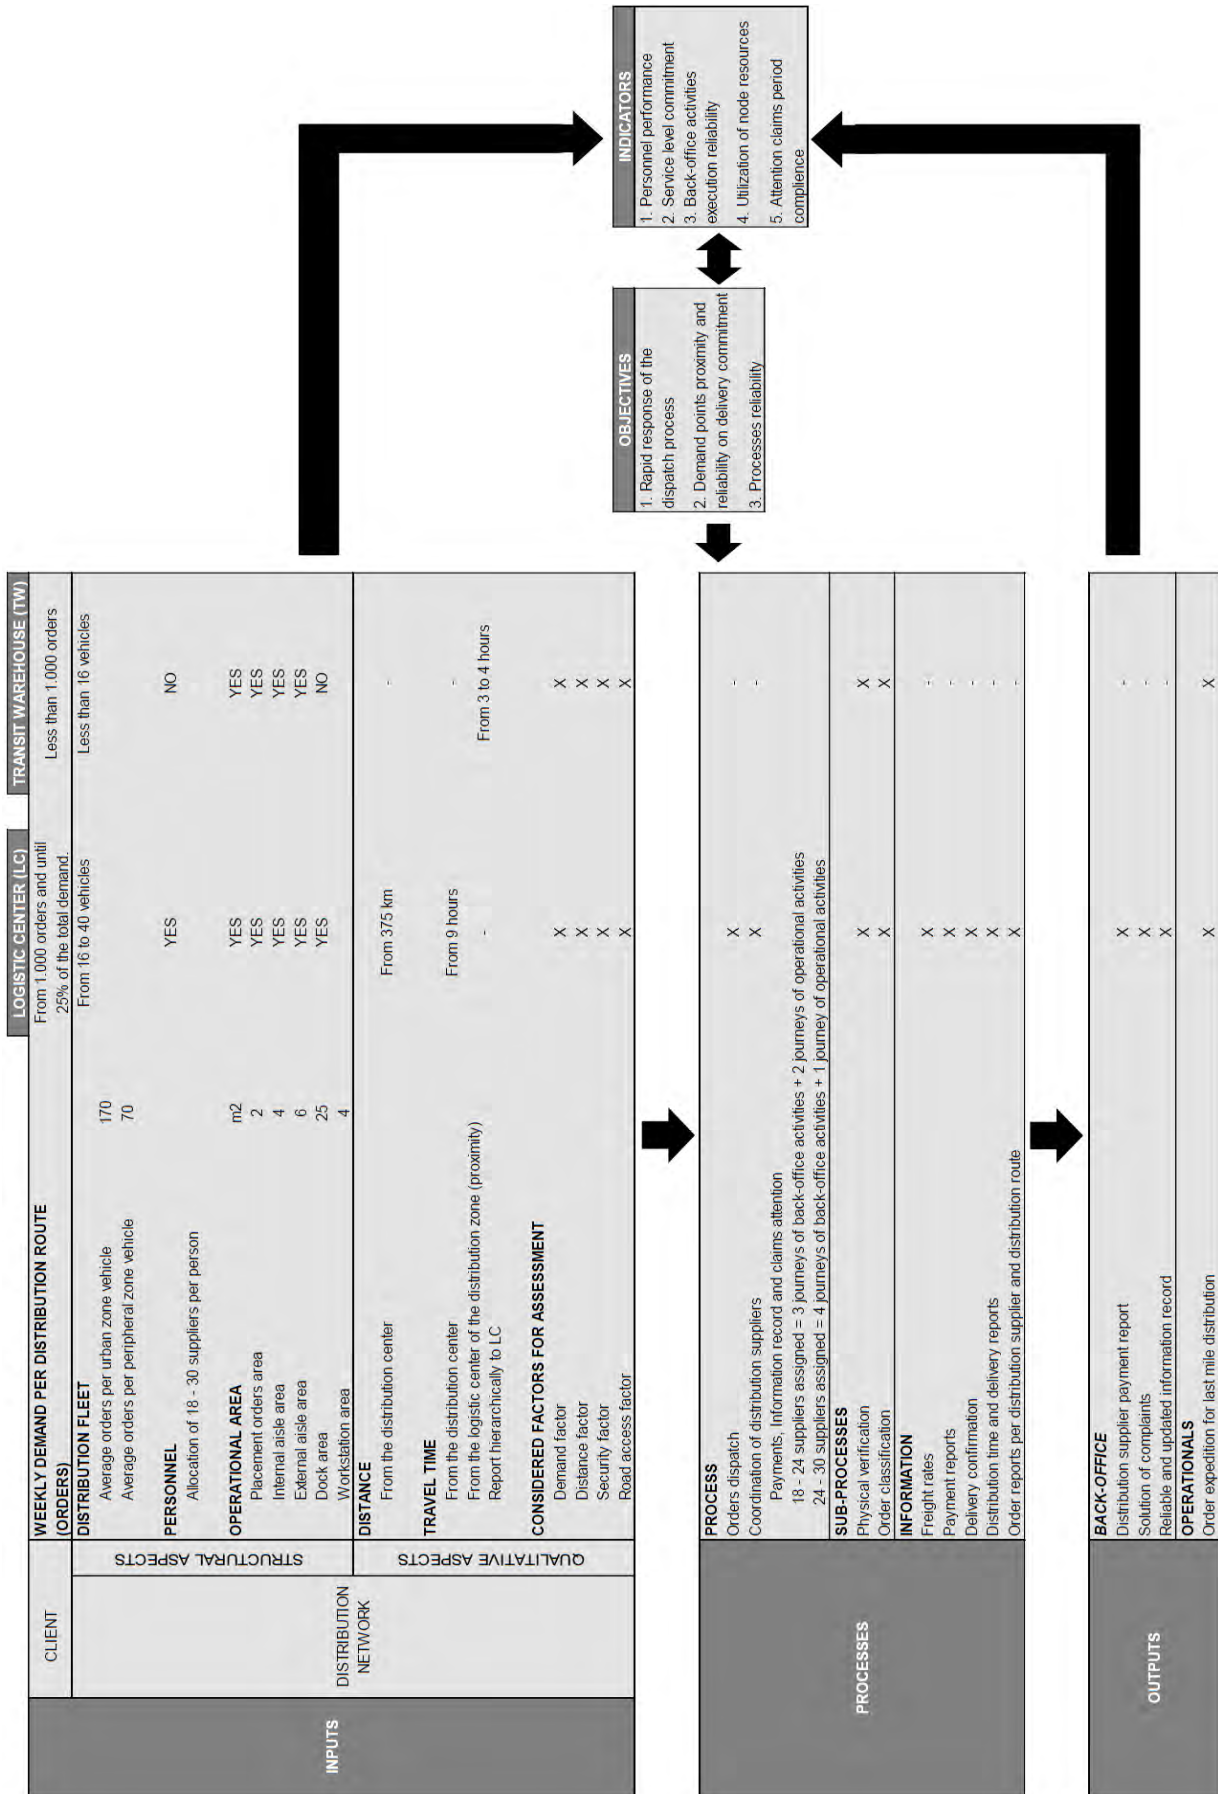 LOGISTIC CENTER (LC) TRANSIT WAREHOUSE (TW)
INPUTS
CLIENT
WEEKLY DEMAND PER DISTRIBUTION ROUTE (ORDERS) From 1.000 orders and until 25% of the total demand. Less than 1.000 orders
DISTRIBUTION NETWORK
STRUCTURAL ASPECTS
DISTRIBUTION FLEET From 16 to 40 vehicles Less than 16 vehicles
Average orders per urban zone vehicle 170
Average orders per peripheral zone vehicle 70
PERSONNEL YES NO
Allocation of 18 - 30 suppliers per person
OPERATIONAL AREA m2 YES YES
Placement orders area 2 YES YES
Internal aisle area 4 YES YES
External aisle area 6 YES YES
Dock area 25 YES NO
Workstation area 4
QUALITATIVE ASPECTS
DISTANCE
From the distribution center From 375 km -
TRAVEL TIME
From the distribution center From 9 hours -
From the logistic center of the distribution zone (proximity) - From 3 to 4 hours
Report hierarchically to LC
CONSIDERED FACTORS FOR ASSESSMENT
Demand factor X X
Distance factor X X
Security factor X X
Road access factor X X
PROCESSES
PROCESS
Orders dispatch X -
Coordination of distribution suppliers X -
Payments, Information record and claims attention
18 - 24 suppliers assigned = 3 journeys of back-office activities + 2 journeys of operational activities
24 - 30 suppliers assigned = 4 journeys of back-office activities + 1 journey of operational activities
SUB-PROCESSES
Physical verification X X
Order classification X X
INFORMATION
Freight rates X -
Payment reports X -
Delivery confirmation X -
Distribution time and delivery reports X -
Order reports per distribution supplier and distribution route X -
OUTPUTS
BACK-OFFICE
Distribution supplier payment report X -
Solution of complaints X -
Reliable and updated information record X -
OPERATIONALS
Order expedition for last mile distribution X X
OBJECTIVES
1. Rapid response of the
dispatch process
2. Demand points proximity and
reliability on delivery commitment
3. Processes reliability
INDICATORS
1. Personnel performance
2. Service level commitment
3. Back-office activities
execution reliability
4. Utilization of node resources
5. Attention claims period
complience